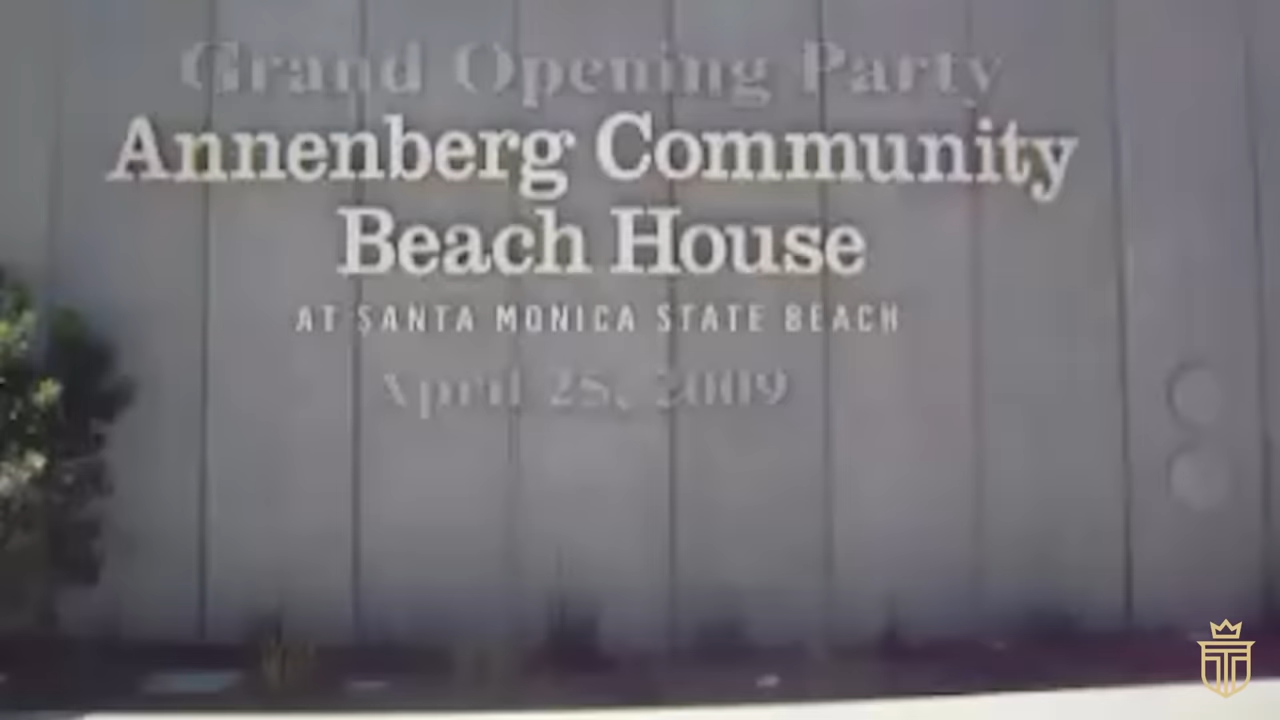 Grand Opening Party
Annenberg Community
Beach House
AT SANTA MONICA STATE BEACH
April 25, 2009